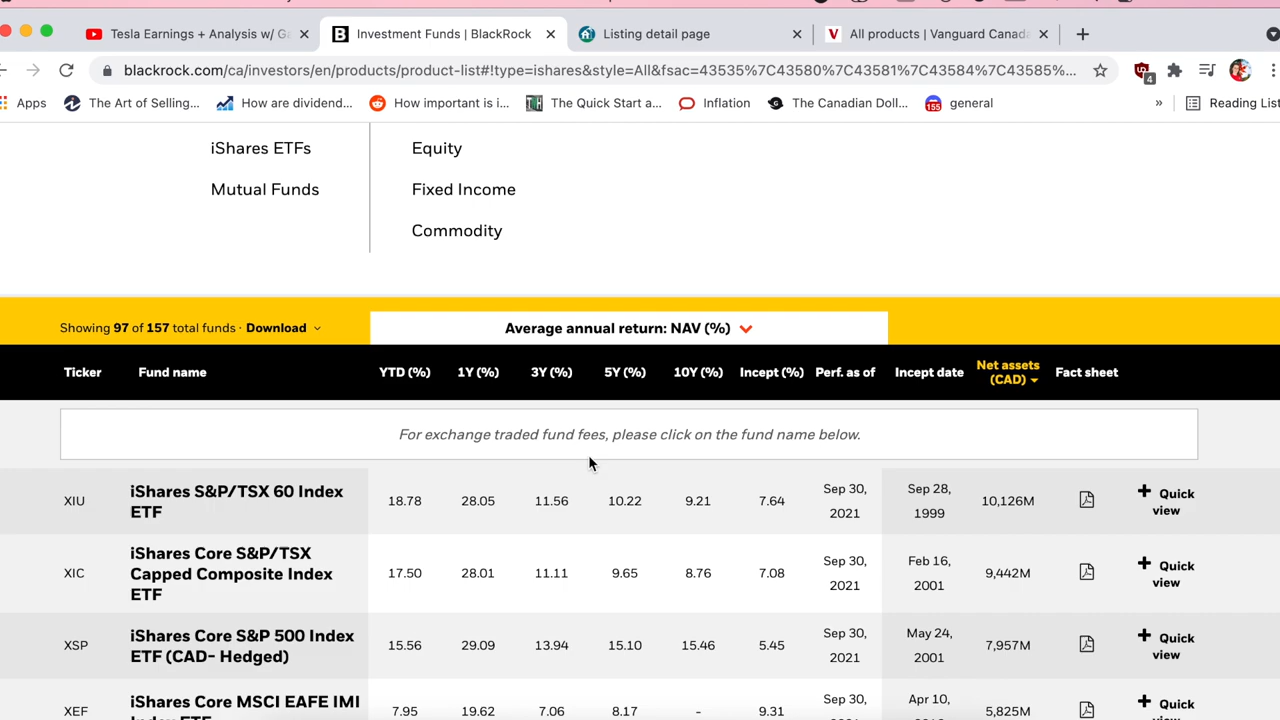 Tesla Earnings + Analysis w/ Ga
Investment Funds | BlackRock
Listing detail page
All products | Vanguard Canada
blackrock.com/ca/investors/en/products/product-list#!type=ishares&style=All&fsac=43535%7C43580%7C43581%7C43584%7C43585%...
4
Apps
The Art of Selling...
How are dividend...
How important is i...
The Quick Start a...
Inflation
The Canadian Doll...
155
general
»
Reading List
iShares ETFs
Mutual Funds
Equity
Fixed Income
Commodity
Showing 97 of 157 total funds · Download
Average annual return: NAV (%)
Ticker Fund name YTD (%) 1Y (%) 3Y (%) 5Y (%) 10Y (%) Incept (%) Perf. as of Incept date Net assets (CAD) Fact sheet
For exchange traded fund fees, please click on the fund name below.
XIU
iShares S&P/TSX 60 Index
ETF
18.78 28.05 11.56 10.22 9.21 7.64
Sep 30,
2021
Sep 28,
1999
10,126M
Quick
view
XIC
iShares Core S&P/TSX
Capped Composite Index
ETF
17.50 28.01 11.11 9.65 8.76 7.08
Sep 30,
2021
Feb 16,
2001
9,442M
Quick
view
XSP
iShares Core S&P 500 Index
ETF (CAD- Hedged)
15.56 29.09 13.94 15.10 15.46 5.45
Sep 30,
2021
May 24,
2001
7,957M
Quick
view
XEF
iShares Core MSCI EAFE IMI
Index ETF
7.95 19.62 7.06 8.17 - 9.31
Sep 30,
Apr 10,
5,825M
Quick